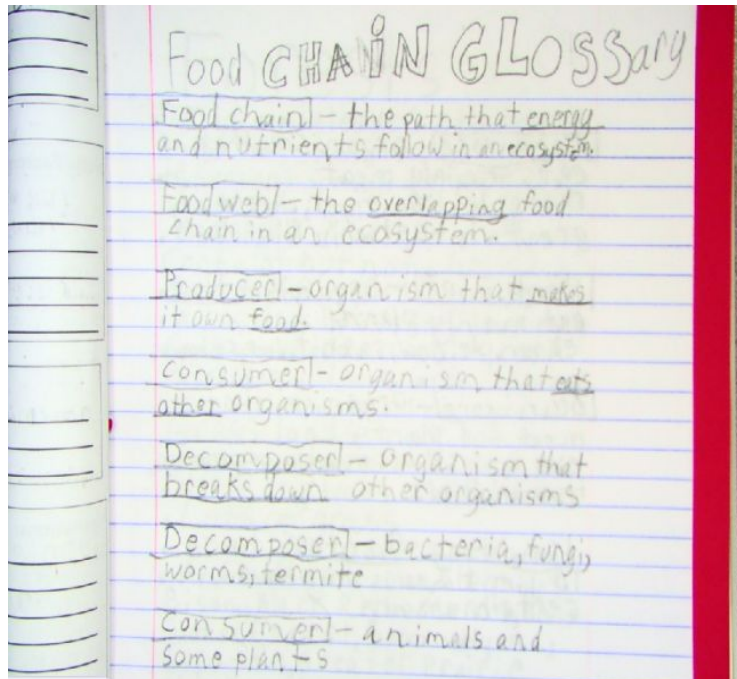 Food CHAiN GLOSSary
Food chain - the path that energy
and nutrients follow in an ecosystem.
Food web - the overlapping food
chain in an ecosystem.
Producer - organism that makes
it own food.
Consumer - organism that eats
other organisms.
Decomposer - organism that
breaks down other organisms
Decomposer - bacteria, fungi,
worms, termite
Consumer - animals and
some plants